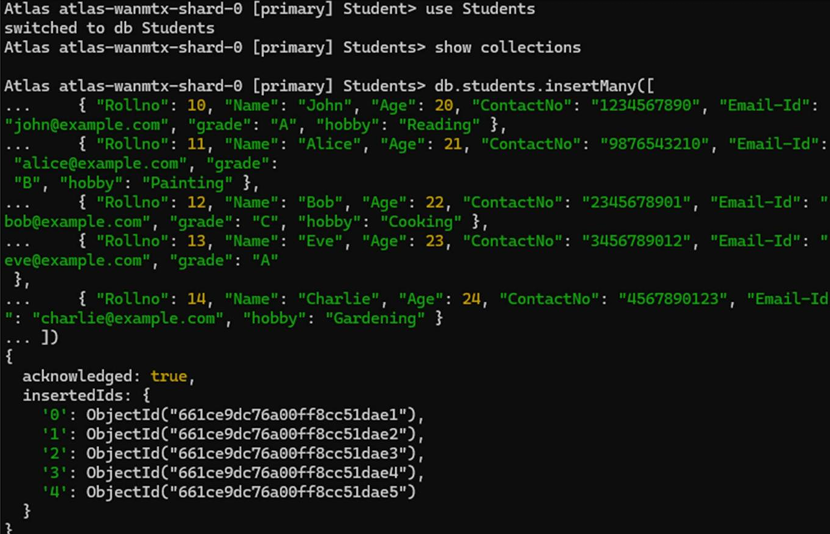 Atlas atlas-wanmtx-shard-0 [primary] Student> use Students
switched to db Students
Atlas atlas-wanmtx-shard-0 [primary] Students> show collections
Atlas atlas-wanmtx-shard-0 [primary] Students> db.students.insertMany([
...     { "Rollno": 10, "Name": "John", "Age": 20, "ContactNo": "1234567890", "Email-Id":
"john@example.com", "grade": "A", "hobby": "Reading" },
...     { "Rollno": 11, "Name": "Alice", "Age": 21, "ContactNo": "9876543210", "Email-Id":
 "alice@example.com", "grade":
 "B", "hobby": "Painting" },
...     { "Rollno": 12, "Name": "Bob", "Age": 22, "ContactNo": "2345678901", "Email-Id": "
bob@example.com", "grade": "C", "hobby": "Cooking" },
...     { "Rollno": 13, "Name": "Eve", "Age": 23, "ContactNo": "3456789012", "Email-Id": "
eve@example.com", "grade": "A"
 },
...     { "Rollno": 14, "Name": "Charlie", "Age": 24, "ContactNo": "4567890123", "Email-Id
": "charlie@example.com", "hobby": "Gardening" }
... ])
{
  acknowledged: true,
  insertedIds: {
    '0': ObjectId("661ce9dc76a00ff8cc51dae1"),
    '1': ObjectId("661ce9dc76a00ff8cc51dae2"),
    '2': ObjectId("661ce9dc76a00ff8cc51dae3"),
    '3': ObjectId("661ce9dc76a00ff8cc51dae4"),
    '4': ObjectId("661ce9dc76a00ff8cc51dae5")
  }
}